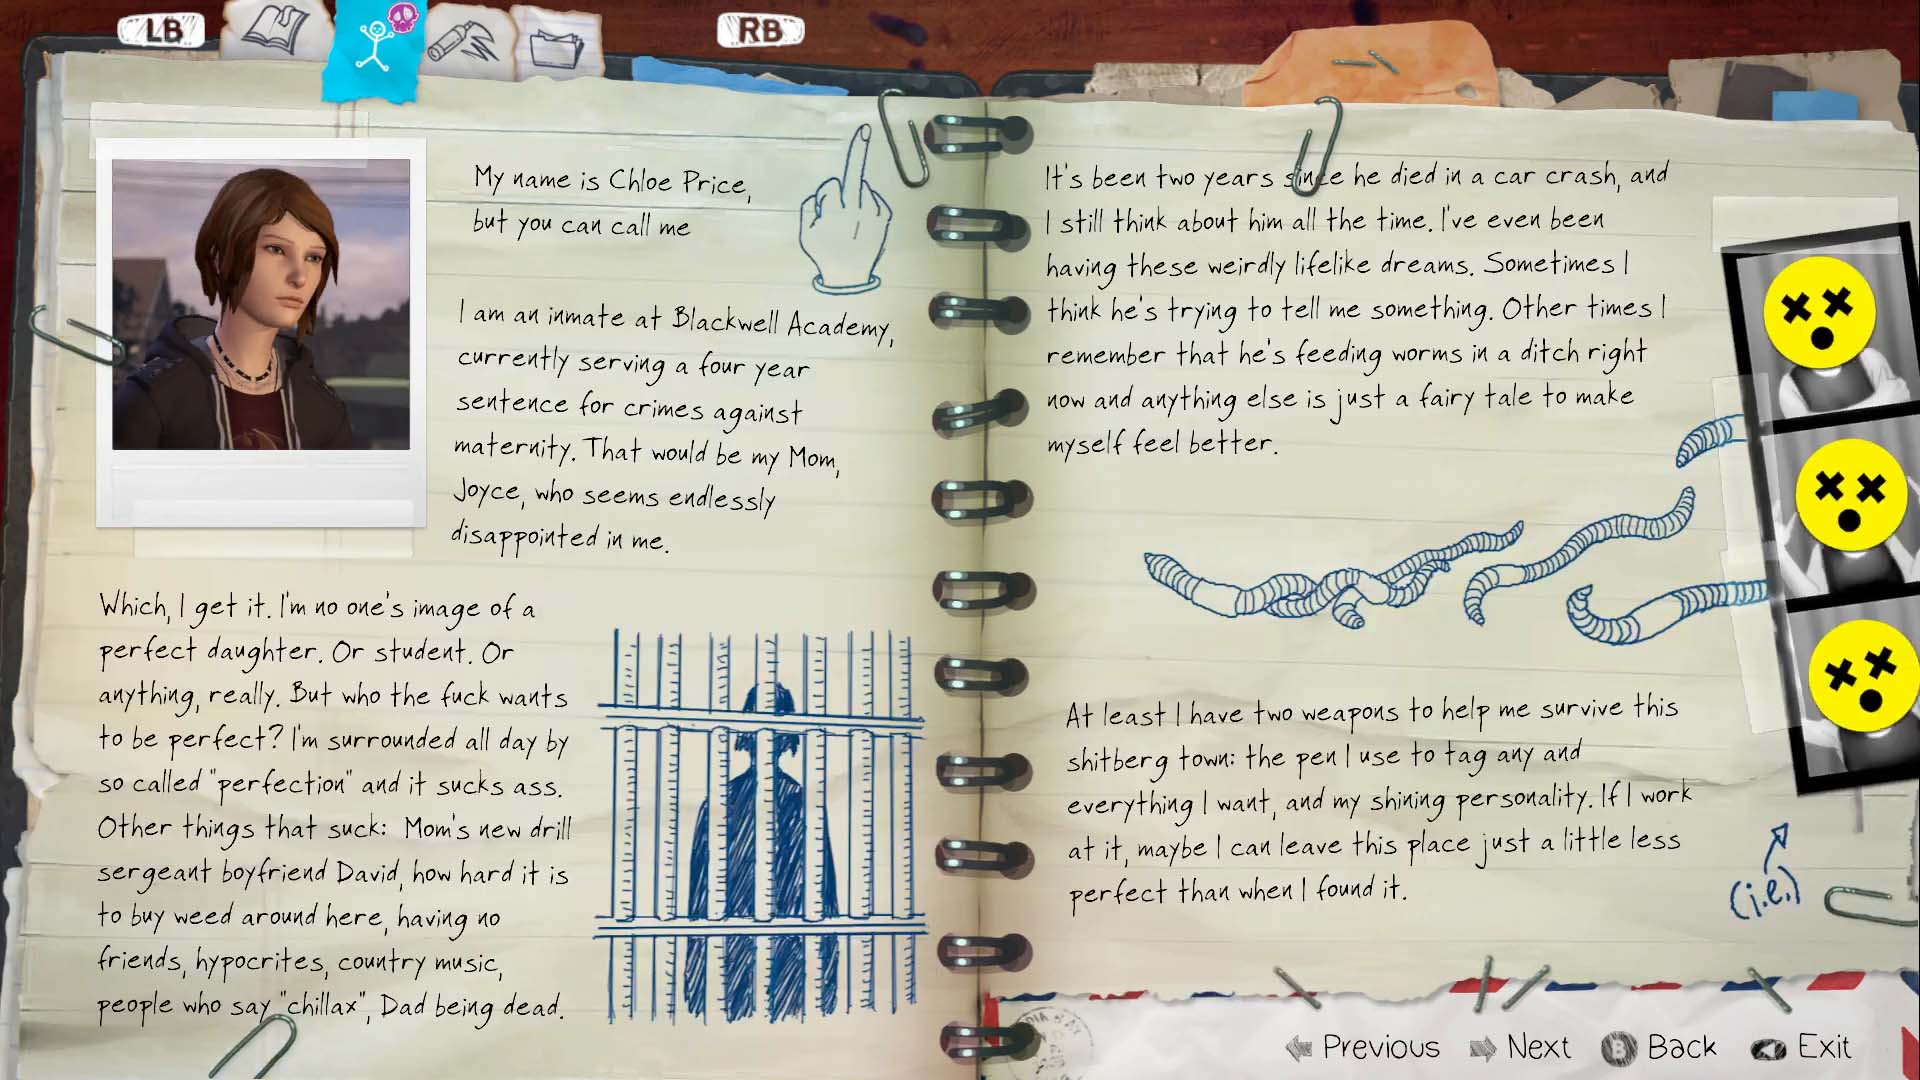 LB
RB
My name is Chloe Price,
but you can call me
I am an inmate at Blackwell Academy,
currently serving a four year
sentence for crimes against
maternity. That would be my Mom,
Joyce, who seems endlessly
disappointed in me.
Which, I get it. I'm no one's image of a
perfect daughter. Or student. Or
anything, really. But who the fuck wants
to be perfect? I'm surrounded all day by
so called "perfection" and it sucks ass.
Other things that suck: Mom's new drill
sergeant boyfriend David, how hard it is
to buy weed around here, having no
friends, hypocrites, country music,
people who say "chillax", Dad being dead.
It's been two years since he died in a car crash, and
I still think about him all the time. I've even been
having these weirdly lifelike dreams. Sometimes I
think he's trying to tell me something. Other times I
remember that he's feeding worms in a ditch right
now and anything else is just a fairy tale to make
myself feel better.
At least I have two weapons to help me survive this
shitberg town: the pen I use to tag any and
everything I want, and my shining personality. If I work
at it, maybe I can leave this place just a little less
perfect than when I found it.
(i.e.)
Previous
Next
B
Back
Exit